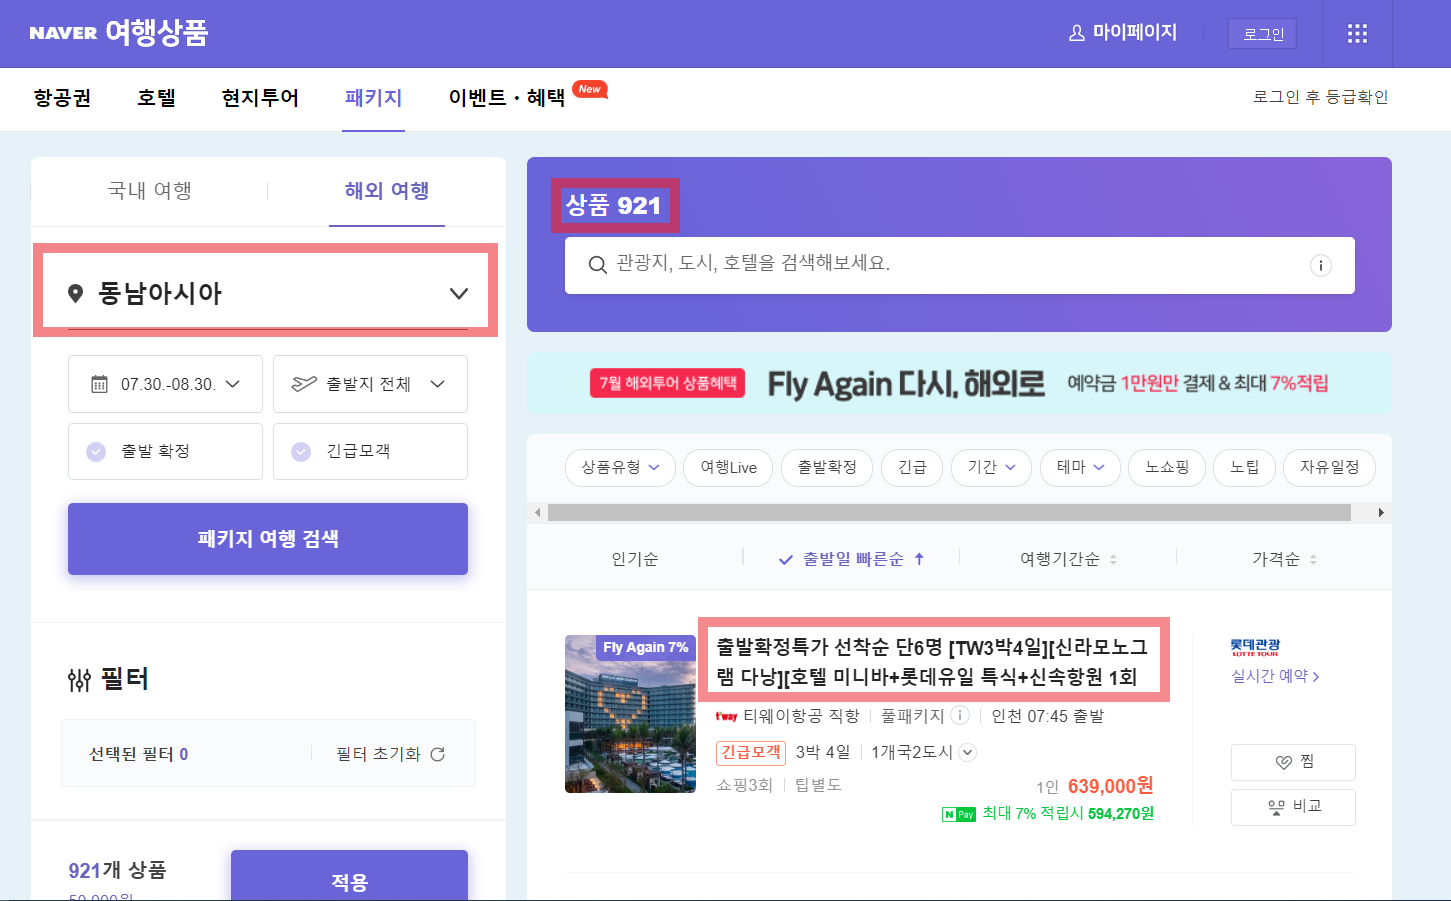 NAVER 여행상품
마이페이지
로그인
항공권
호텔
현지투어
패키지
이벤트・혜택
New
로그인 후 등급확인
국내 여행
해외 여행
동남아시아
07.30.-08.30.
출발지 전체
출발 확정
긴급모객
패키지 여행 검색
필터
선택된 필터 0
필터 초기화
921개 상품
50,000원
적용
상품 921
관광지, 도시, 호텔을 검색해보세요.
7월 해외투어 상품혜택
Fly Again 다시, 해외로
예약금 1만원만 결제 & 최대 7%적립
상품유형
여행Live
출발확정
긴급
기간
테마
노쇼핑
노팁
자유일정
인기순
출발일 빠른순
여행기간순
가격순
Fly Again 7%
출발확정특가 선착순 단6명 [TW3박4일][신라모노그
램 다낭][호텔 미니바+롯데유일 특식+신속항원 1회
t'way 티웨이항공 직항
풀패키지
인천 07:45 출발
긴급모객
3박 4일
1개국2도시
쇼핑3회
팁별도
1인 639,000원
N Pay 최대 7% 적립시 594,270원
롯데관광
LOTTE TOUR
실시간 예약
찜
비교